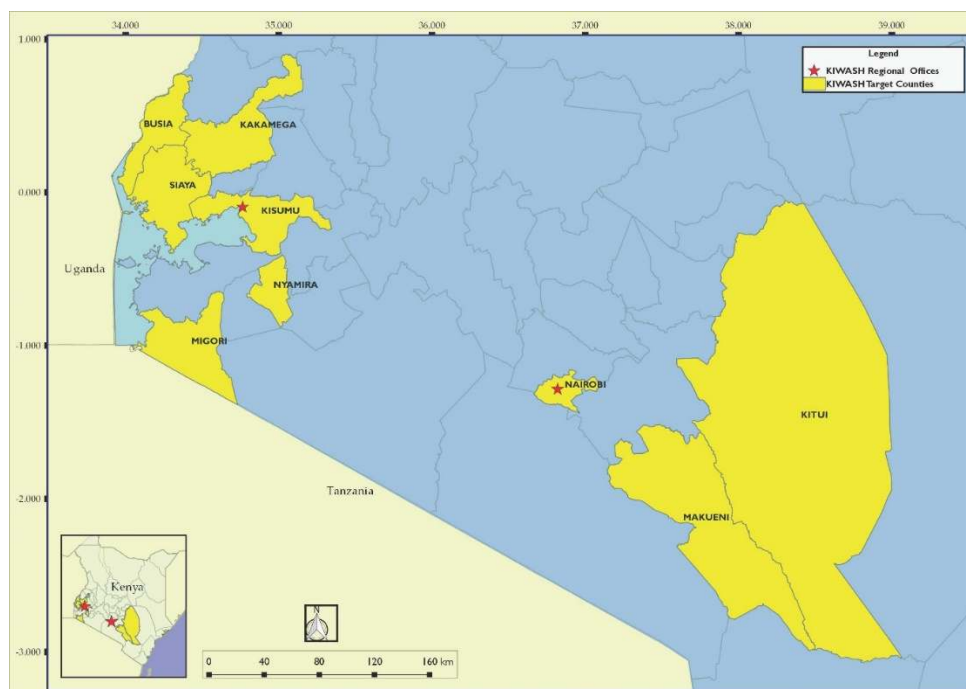 34.000 35.000 36.000 37.000 38.000 39.000
1.000
Legend
KIWASH Regional Offices
KIWASH Target Counties
BUSIA
KAKAMEGA
0.000
SIAYA
KISUMU
Uganda
NYAMIRA
-1.000
MIGORI
NAIROBI
KITUI
-2.000
Tanzania
MAKUENI
Kenya
N
-3.000
0 40 80 120 160 km